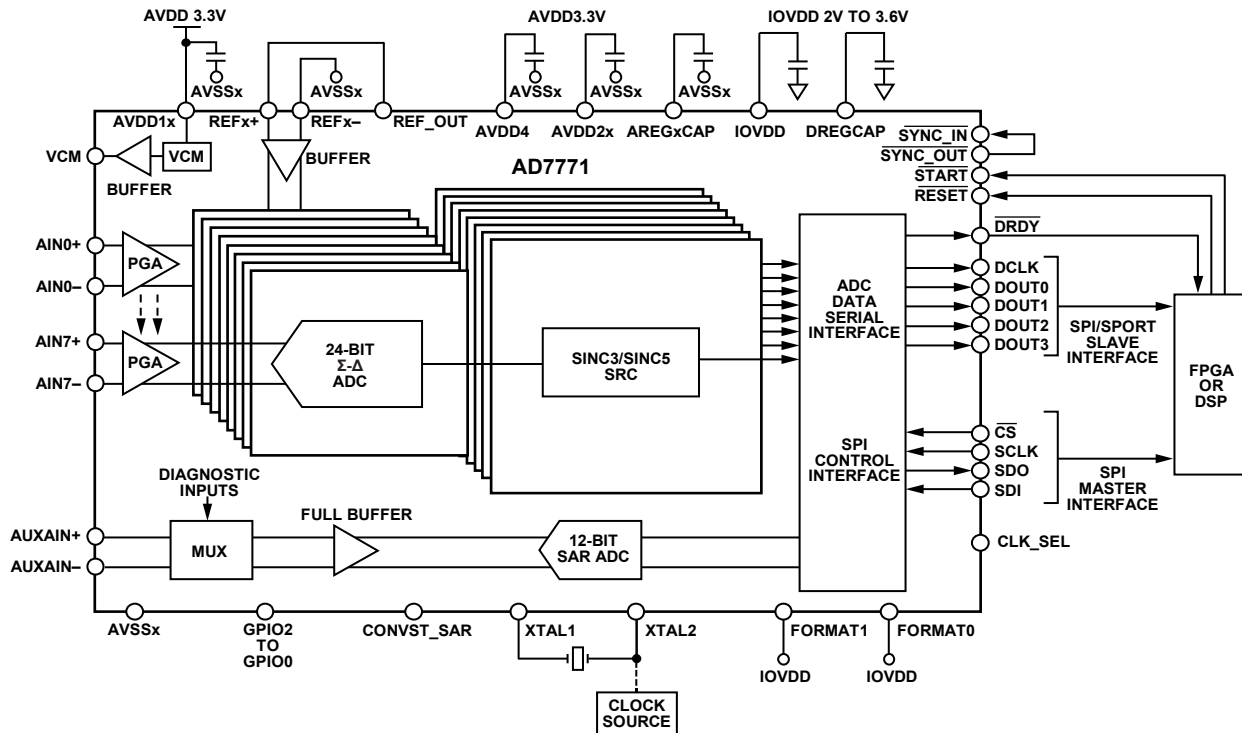 AVDD 3.3V
AVDD3.3V
IOVDD 2V TO 3.6V
AVSSx
AVSSx
AVSSx
AVSSx
AVSSx
AVDD1x
REFx+
REFx–
REF_OUT
AVDD4
AVDD2x
AREGxCAP
IOVDD
DREGCAP
SYNC_IN
SYNC_OUT
START
RESET
VCM
VCM
BUFFER
BUFFER
AD7771
AIN0+
AIN0–
PGA
AIN7+
AIN7–
PGA
24-BIT
Σ-Δ
ADC
SINC3/SINC5
SRC
ADC
DATA
SERIAL
INTERFACE
SPI
CONTROL
INTERFACE
DRDY
DCLK
DOUT0
DOUT1
DOUT2
DOUT3
SPI/SPORT
SLAVE
INTERFACE
FPGA
OR
DSP
CS
SCLK
SDO
SDI
SPI
MASTER
INTERFACE
CLK_SEL
DIAGNOSTIC
INPUTS
AUXAIN+
AUXAIN–
MUX
FULL BUFFER
12-BIT
SAR ADC
AVSSx
GPIO2
TO
GPIO0
CONVST_SAR
XTAL1
XTAL2
FORMAT1
FORMAT0
IOVDD
IOVDD
CLOCK
SOURCE